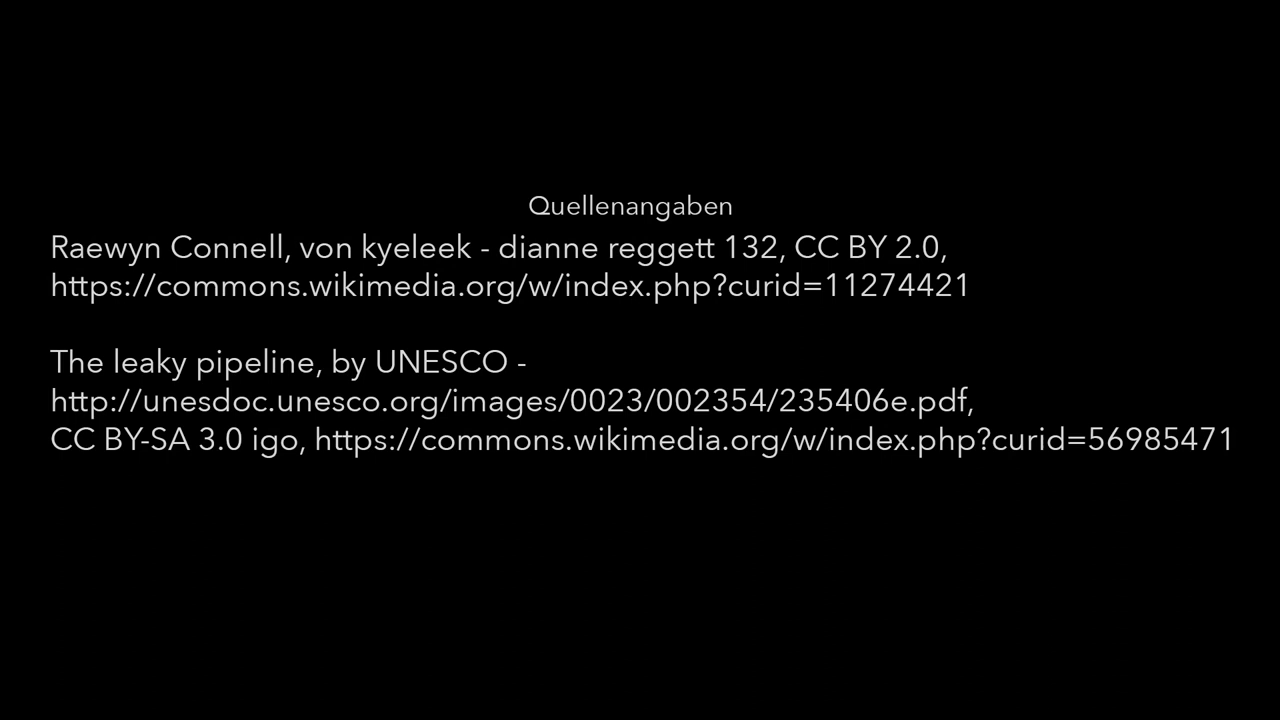 Quellenangaben
Raewyn Connell, von kyeleek - dianne reggett 132, CC BY 2.0,
https://commons.wikimedia.org/w/index.php?curid=11274421
The leaky pipeline, by UNESCO -
http://unesdoc.unesco.org/images/0023/002354/235406e.pdf,
CC BY-SA 3.0 igo, https://commons.wikimedia.org/w/index.php?curid=56985471